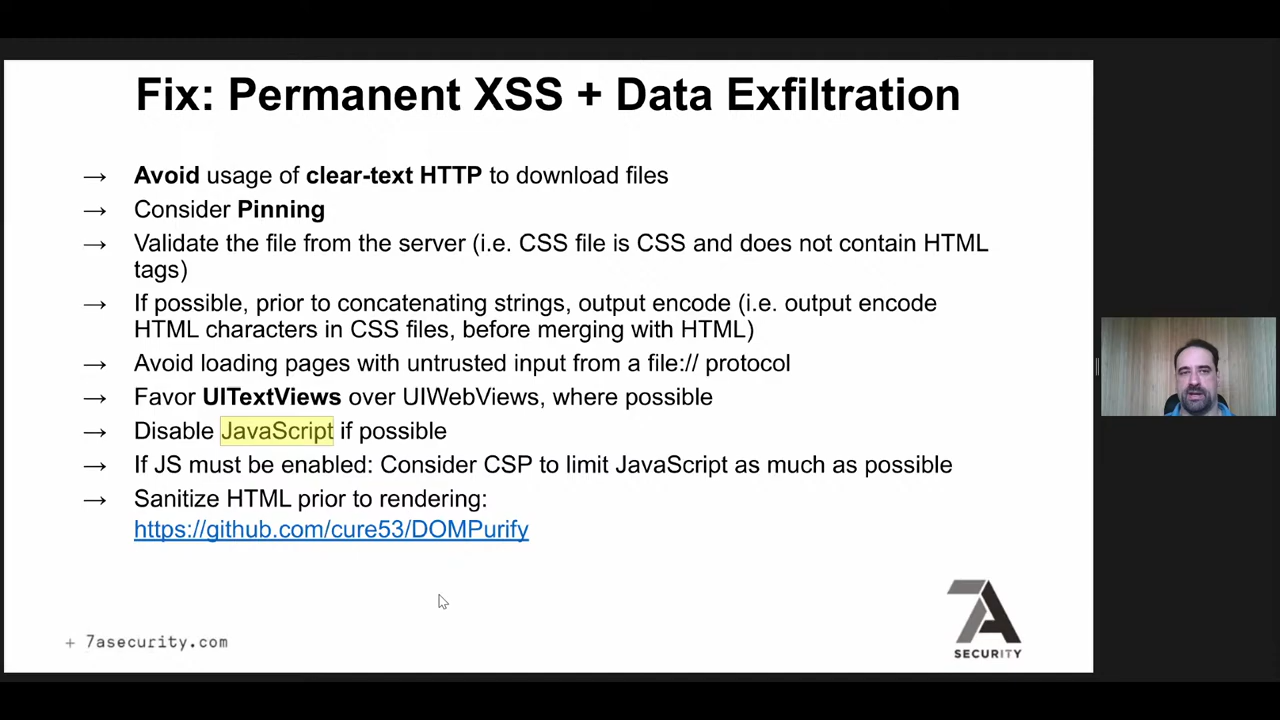 Fix: Permanent XSS + Data Exfiltration
→ Avoid usage of clear-text HTTP to download files
→ Consider Pinning
→ Validate the file from the server (i.e. CSS file is CSS and does not contain HTML
tags)
→ If possible, prior to concatenating strings, output encode (i.e. output encode
HTML characters in CSS files, before merging with HTML)
→ Avoid loading pages with untrusted input from a file:// protocol
→ Favor UITextViews over UIWebViews, where possible
→ Disable JavaScript if possible
→ If JS must be enabled: Consider CSP to limit JavaScript as much as possible
→ Sanitize HTML prior to rendering:
https://github.com/cure53/DOMPurify
+ 7asecurity.com
7A
SECURITY